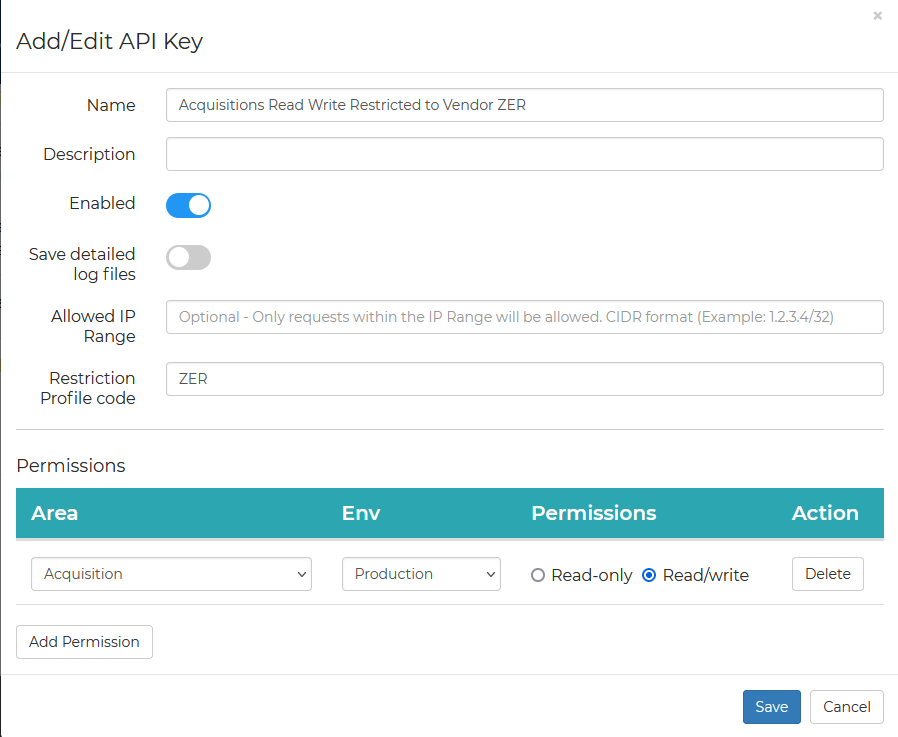 ×
Add/Edit API Key
Name
Acquisitions Read Write Restricted to Vendor ZER
Description
Enabled
Save detailed
log files
Allowed IP
Range
Optional - Only requests within the IP Range will be allowed. CIDR format (Example: 1.2.3.4/32)
Restriction
Profile code
ZER
Permissions
Area Env Permissions Action
Acquisition Production Read-only Read/write Delete
Add Permission
Save Cancel